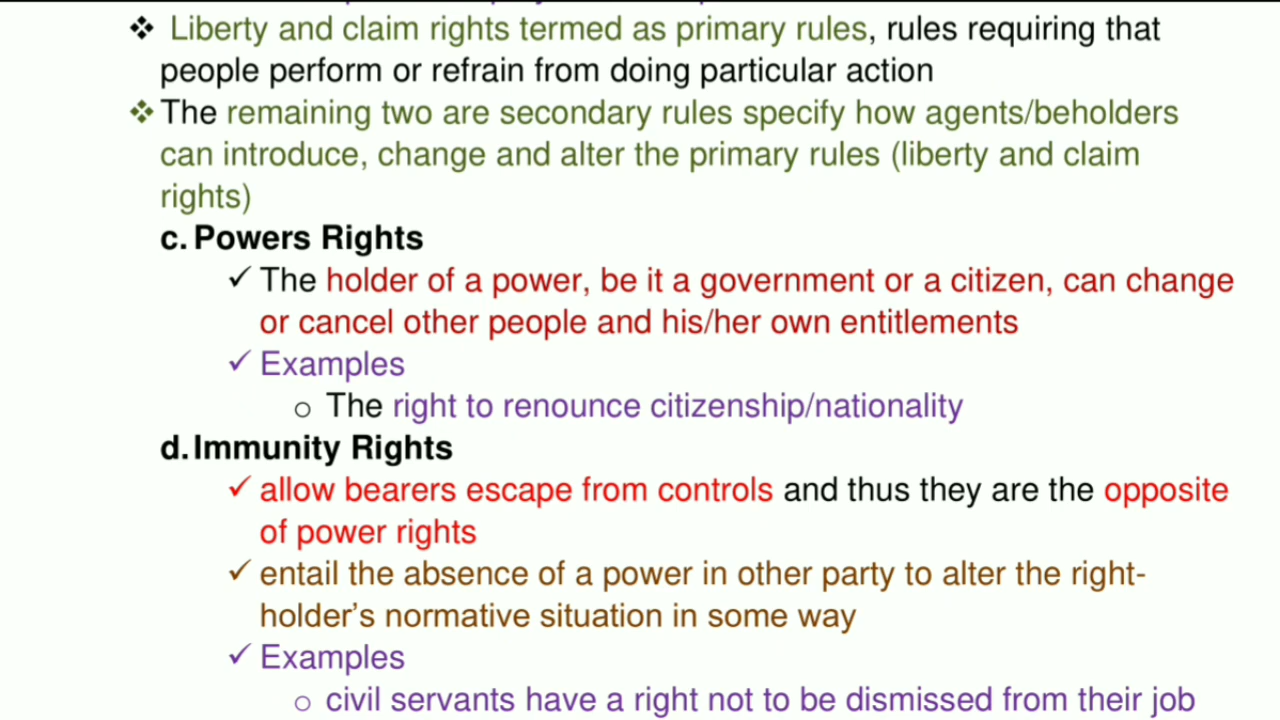 ❖ Liberty and claim rights termed as primary rules, rules requiring that
people perform or refrain from doing particular action
❖ The remaining two are secondary rules specify how agents/beholders
can introduce, change and alter the primary rules (liberty and claim
rights)
c. Powers Rights
✓ The holder of a power, be it a government or a citizen, can change
or cancel other people and his/her own entitlements
✓ Examples
o The right to renounce citizenship/nationality
d. Immunity Rights
✓ allow bearers escape from controls and thus they are the opposite
of power rights
✓ entail the absence of a power in other party to alter the right-
holder’s normative situation in some way
✓ Examples
o civil servants have a right not to be dismissed from their job